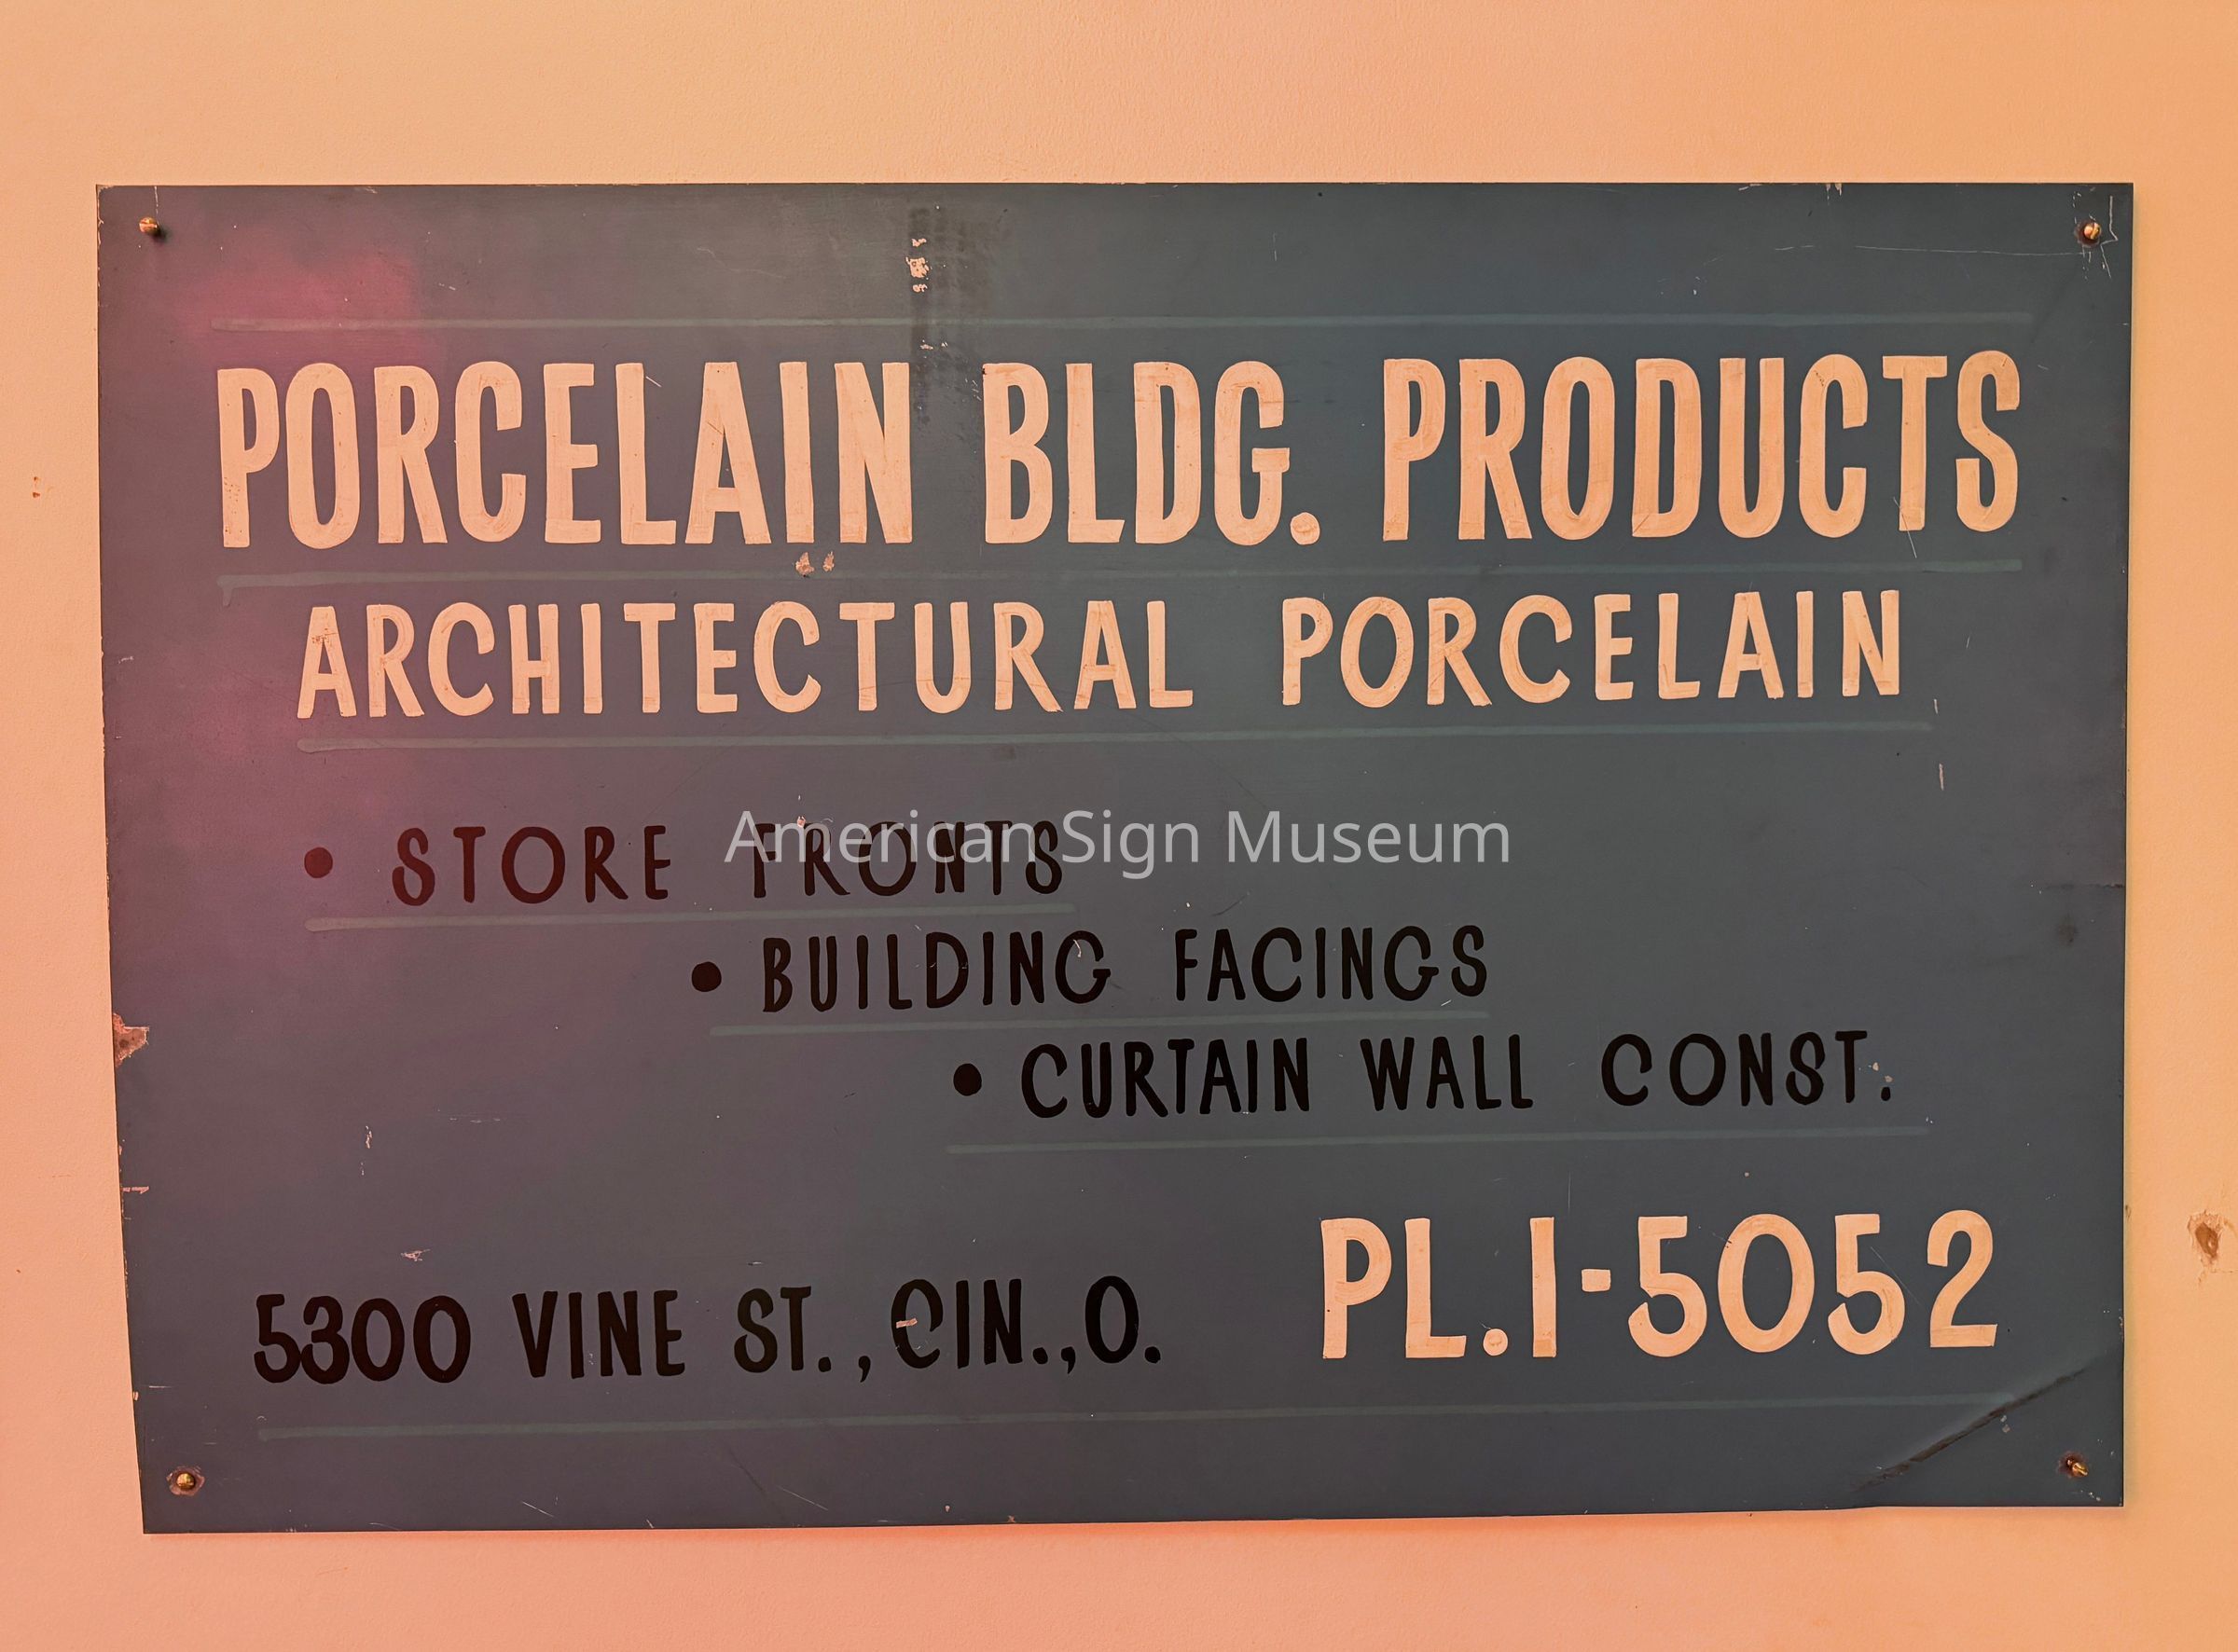 PORCELAIN BLDG. PRODUCTS
ARCHITECTURAL PORCELAIN
• STORE FRONTS
American Sign Museum
• BUILDING FACINGS
• CURTAIN WALL CONST.
5300 VINE ST., CIN., O.
PL.1-5052